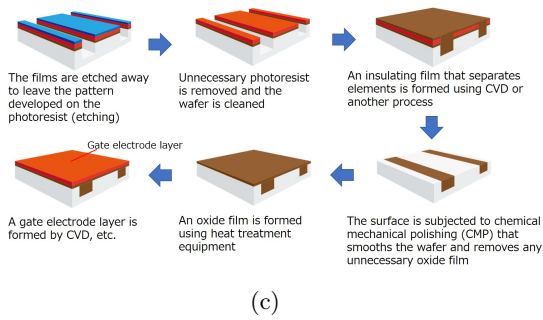 The films are etched away
to leave the pattern
developed on the
photoresist (etching)
Unnecessary photoresist
is removed and the
wafer is cleaned
An insulating film that separates
elements is formed using CVD or
another process
Gate electrode layer
A gate electrode layer is
formed by CVD, etc.
An oxide film is formed
using heat treatment
equipment
The surface is subjected to chemical
mechanical polishing (CMP) that
smooths the wafer and removes any
unnecessary oxide film
(c)